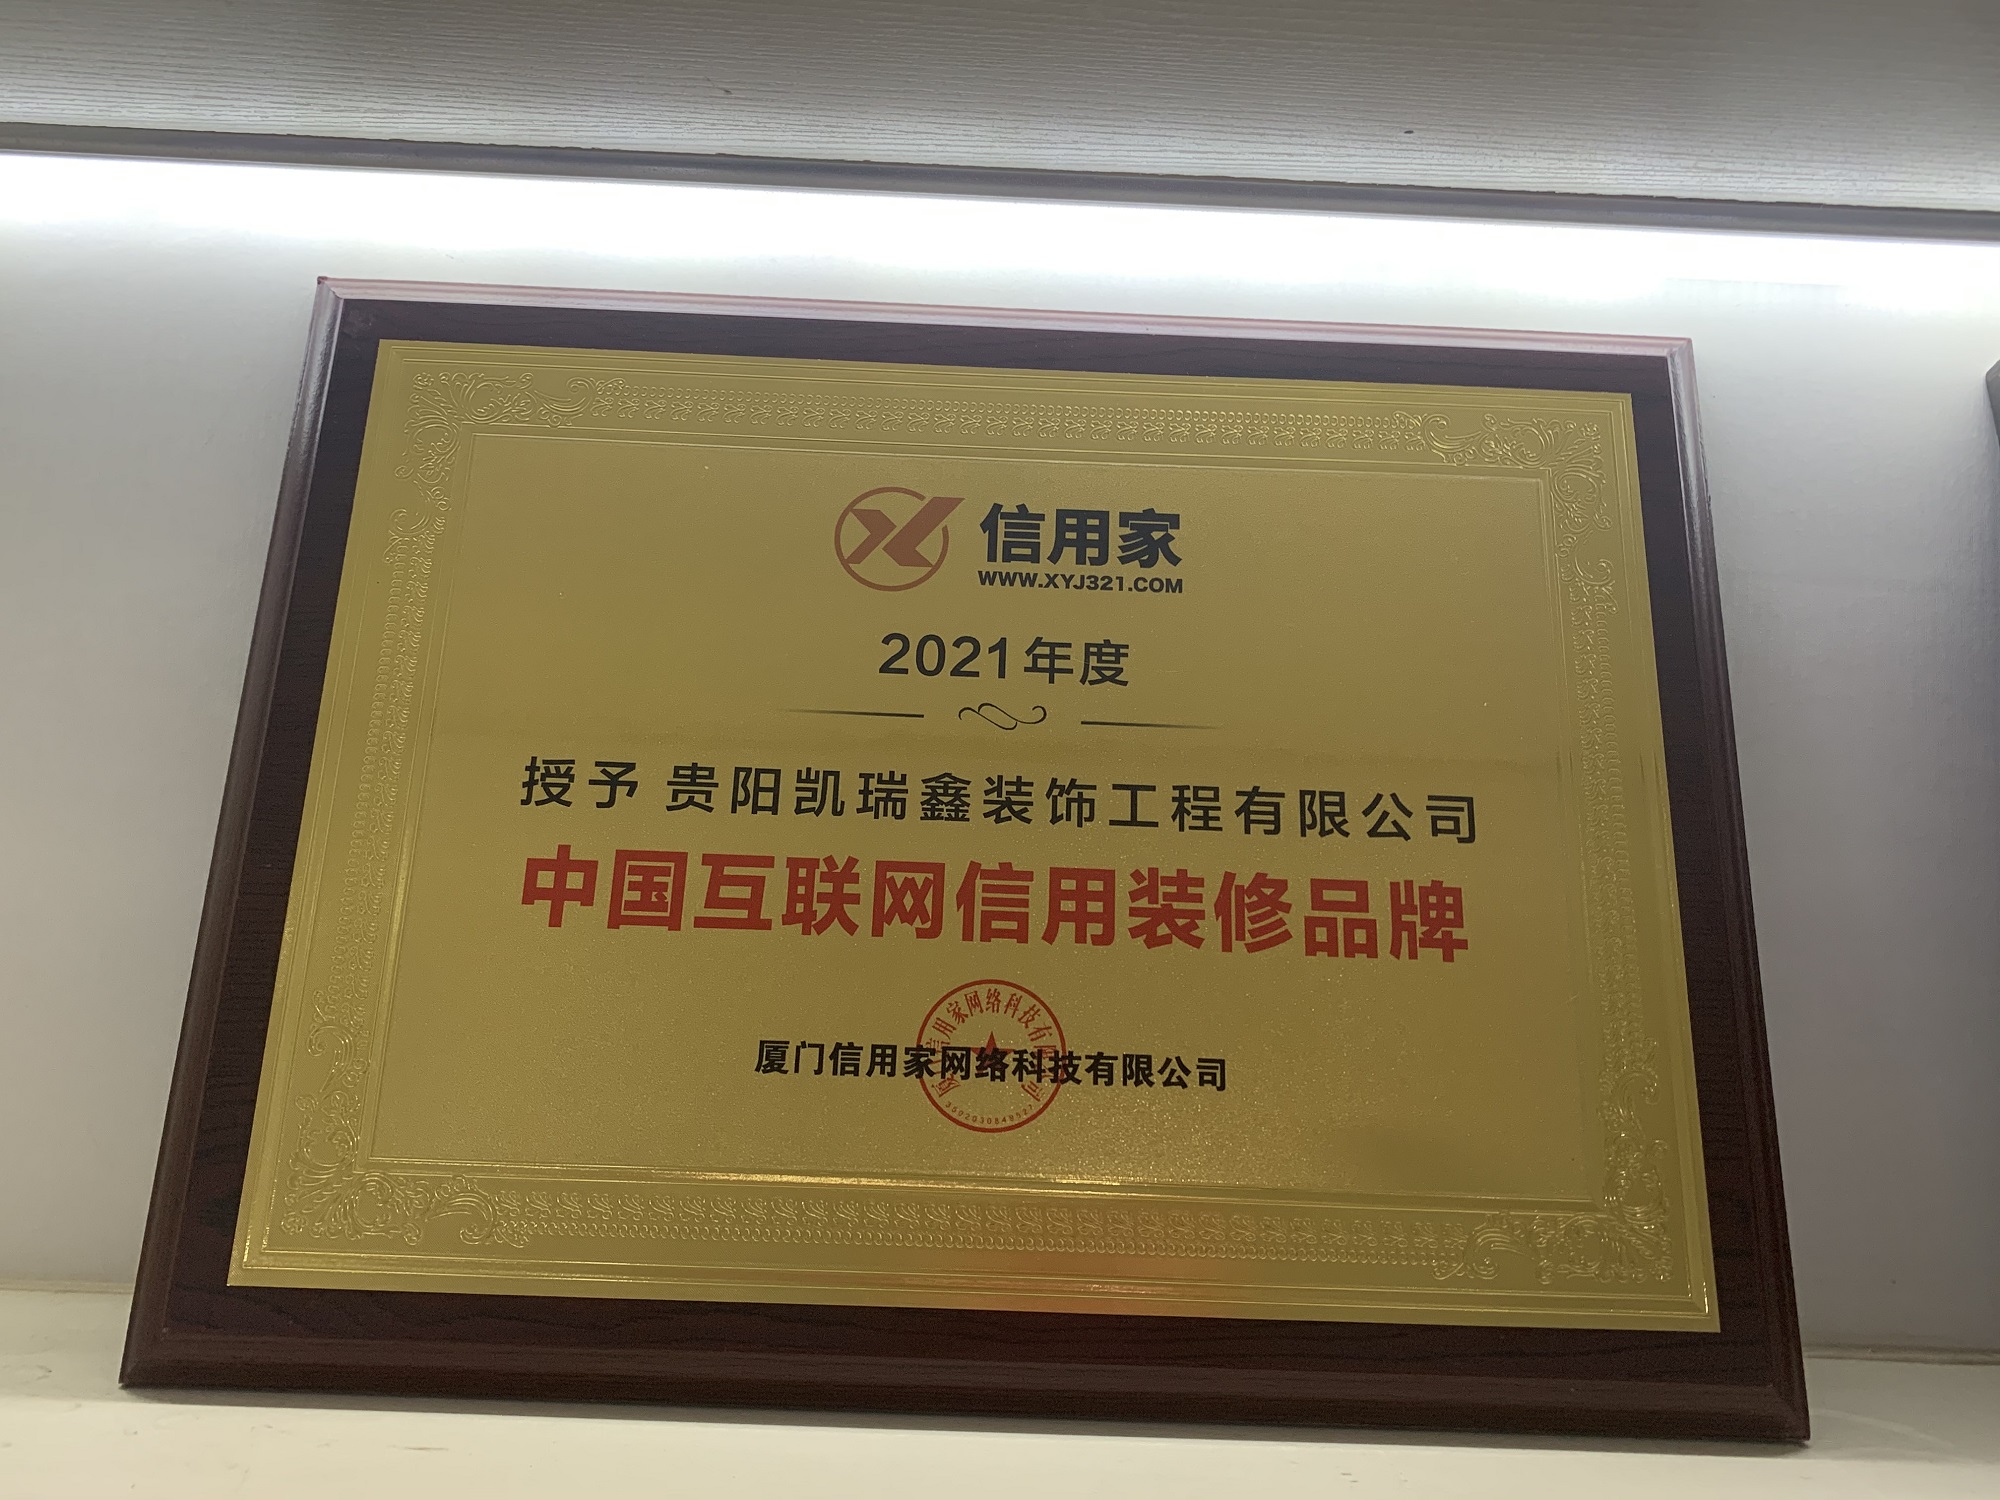 信用家
WWW.XYJ321.COM
2021年度
授予 贵阳凯瑞鑫装饰工程有限公司
中国互联网信用装修品牌
厦门信用家网络科技有限公司